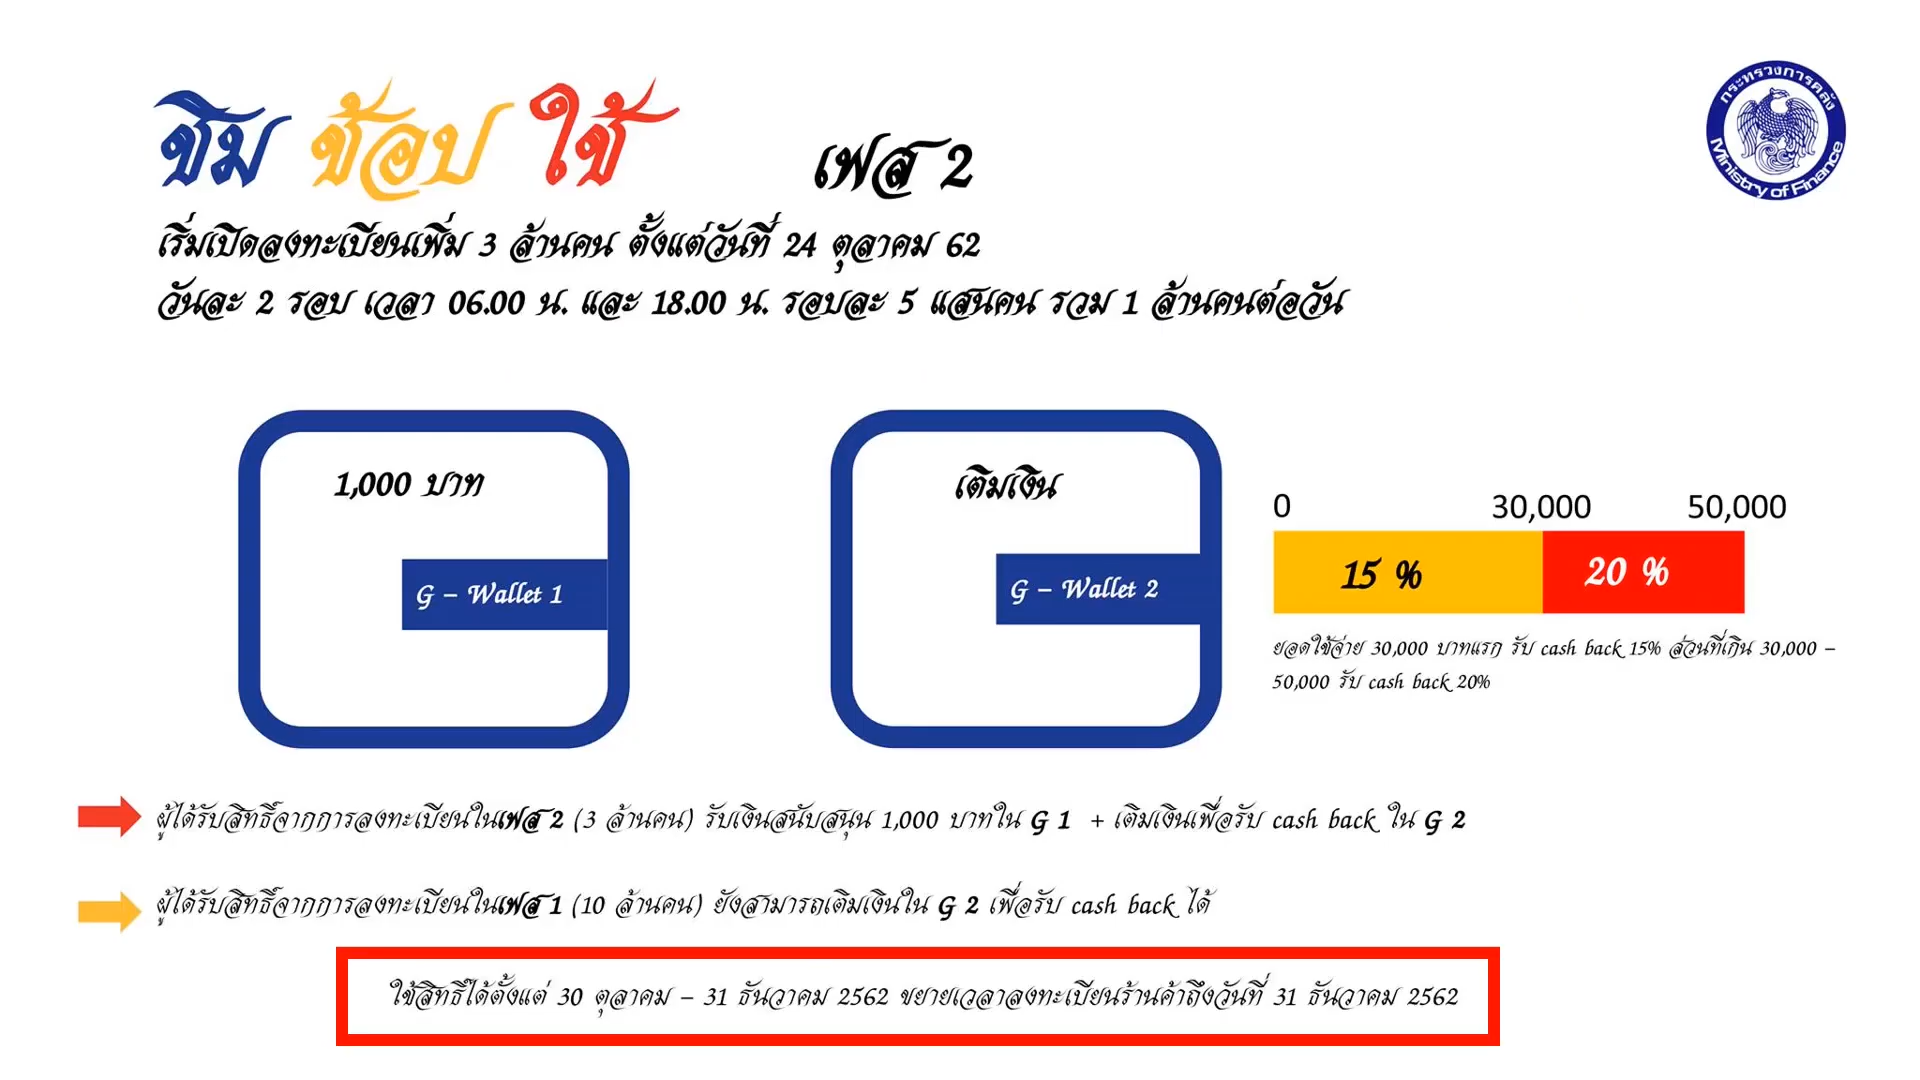 ชิม ช้อป ใช้ เฟส 2
กระทรวงการคลัง
Ministry of Finance
เริ่มเปิดลงทะเบียนเพิ่ม 3 ล้านคน ตั้งแต่วันที่ 24 ตุลาคม 62
วันละ 2 รอบ เวลา 06.00 น. และ 18.00 น. รอบละ 5 แสนคน รวม 1 ล้านคนต่อวัน
1,000 บาท
G – Wallet 1
เติมเงิน
G – Wallet 2
0 30,000 50,000
15 % 20 %
ยอดใช้จ่าย 30,000 บาทแรก รับ cash back 15% ส่วนที่เกิน 30,000 –
50,000 รับ cash back 20%
ผู้ได้รับสิทธิ์จากการลงทะเบียนในเฟส 2 (3 ล้านคน) รับเงินสนับสนุน 1,000 บาทใน G 1 + เติมเงินเพื่อรับ cash back ใน G 2
ผู้ได้รับสิทธิ์จากการลงทะเบียนในเฟส 1 (10 ล้านคน) ยังสามารถเติมเงินใน G 2 เพื่อรับ cash back ได้
ใช้สิทธิ์ได้ตั้งแต่ 30 ตุลาคม – 31 ธันวาคม 2562 ขยายเวลาลงทะเบียนร้านค้าถึงวันที่ 31 ธันวาคม 2562